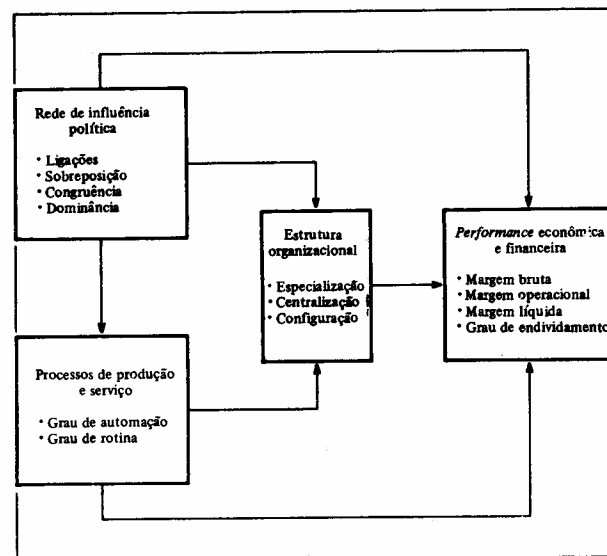 Rede de influência
política
· Ligações
· Sobreposição
· Congruência
· Dominância
Estrutura
organizacional
· Especialização
· Centralização
· Configuração
Performance econômica
e financeira
· Margem bruta
· Margem operacional
· Margem líquida
· Grau de endividamento
Processos de produção
e serviço
· Grau de automação
· Grau de rotina